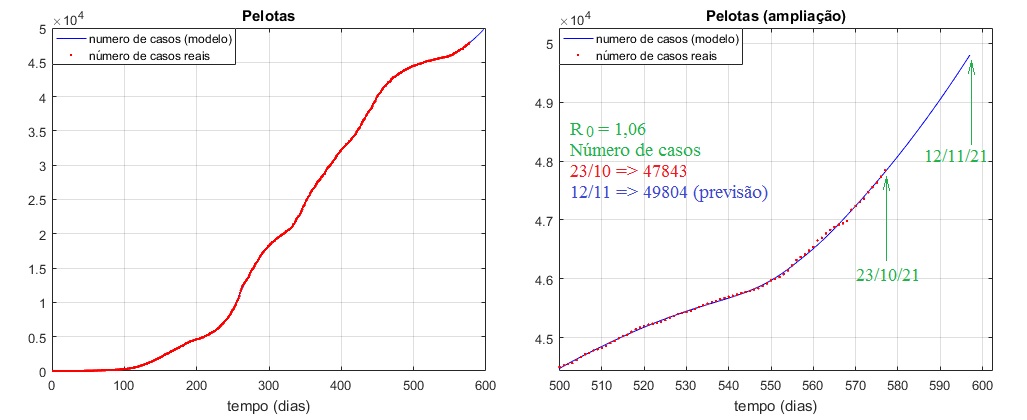 Pelotas
×10⁴
numero de casos (modelo)
número de casos reais
5
4.5
4
3.5
3
2.5
2
1.5
1
0.5
0
0 100 200 300 400 500 600
tempo (dias)
Pelotas (ampliação)
×10⁴
numero de casos (modelo)
número de casos reais
5
4.9
4.8
4.7
4.6
4.5
R 0 = 1,06
Número de casos
23/10 => 47843
12/11 => 49804 (previsão)
12/11/21
23/10/21
500 510 520 530 540 550 560 570 580 590 600
tempo (dias)